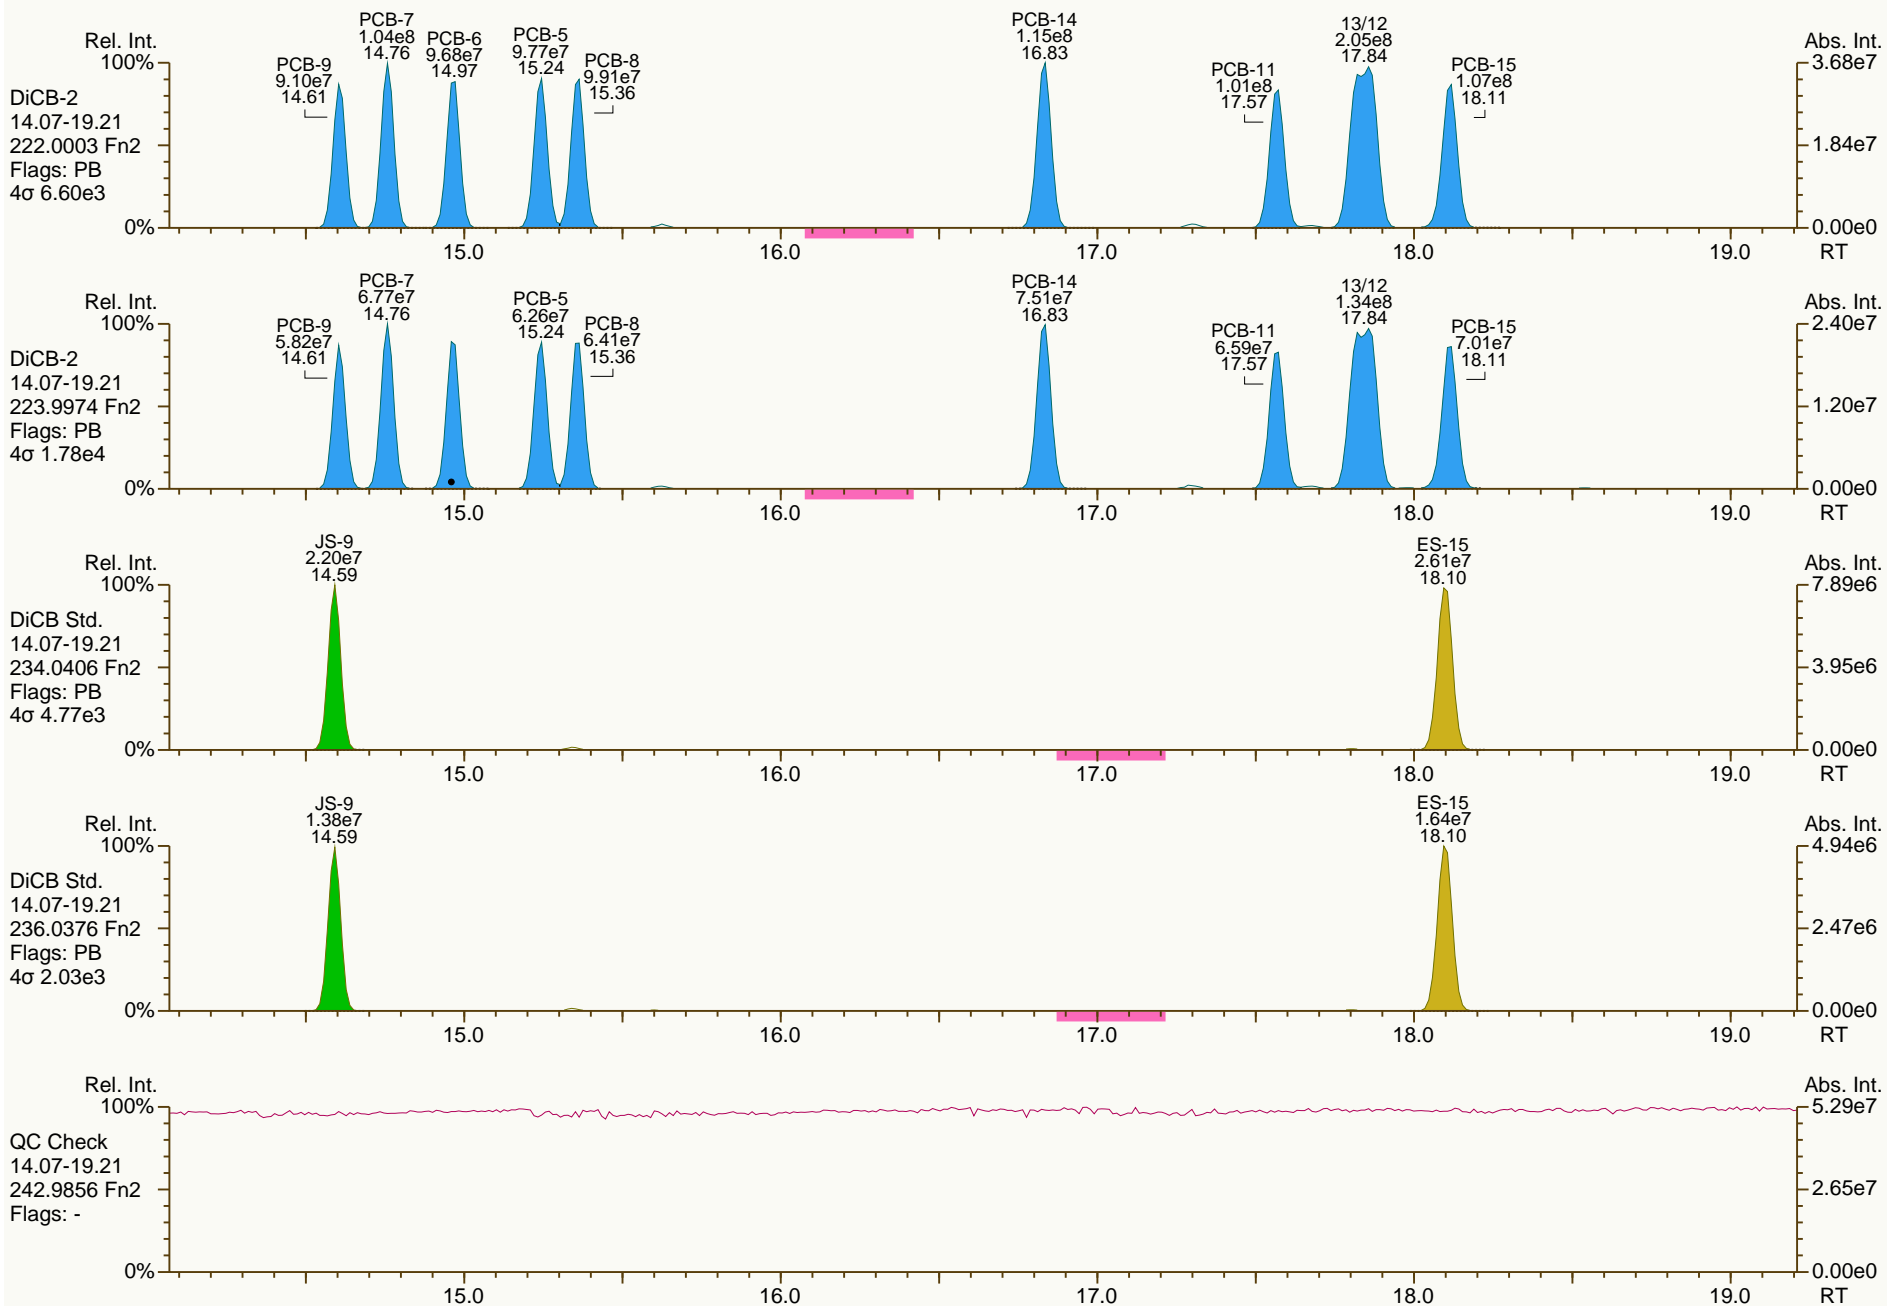 Rel. Int.
100%
0%
DiCB-2
14.07-19.21
222.0003 Fn2
Flags: PB
4σ 6.60e3
PCB-9
9.10e7
14.61
PCB-7
1.04e8
14.76
PCB-6
9.68e7
14.97
PCB-5
9.77e7
15.24
PCB-8
9.91e7
15.36
PCB-14
1.15e8
16.83
PCB-11
1.01e8
17.57
13/12
2.05e8
17.84
PCB-15
1.07e8
18.11
Abs. Int.
3.68e7
1.84e7
0.00e0
15.0 16.0 17.0 18.0 19.0 RT
Rel. Int.
100%
0%
DiCB-2
14.07-19.21
223.9974 Fn2
Flags: PB
4σ 1.78e4
PCB-9
5.82e7
14.61
PCB-7
6.77e7
14.76
PCB-5
6.26e7
15.24
PCB-8
6.41e7
15.36
PCB-14
7.51e7
16.83
PCB-11
6.59e7
17.57
13/12
1.34e8
17.84
PCB-15
7.01e7
18.11
Abs. Int.
2.40e7
1.20e7
0.00e0
15.0 16.0 17.0 18.0 19.0 RT
Rel. Int.
100%
0%
DiCB Std.
14.07-19.21
234.0406 Fn2
Flags: PB
4σ 4.77e3
JS-9
2.20e7
14.59
ES-15
2.61e7
18.10
Abs. Int.
7.89e6
3.95e6
0.00e0
15.0 16.0 17.0 18.0 19.0 RT
Rel. Int.
100%
0%
DiCB Std.
14.07-19.21
236.0376 Fn2
Flags: PB
4σ 2.03e3
JS-9
1.38e7
14.59
ES-15
1.64e7
18.10
Abs. Int.
4.94e6
2.47e6
0.00e0
15.0 16.0 17.0 18.0 19.0 RT
Rel. Int.
100%
0%
QC Check
14.07-19.21
242.9856 Fn2
Flags: -
Abs. Int.
5.29e7
2.65e7
0.00e0
15.0 16.0 17.0 18.0 19.0 RT